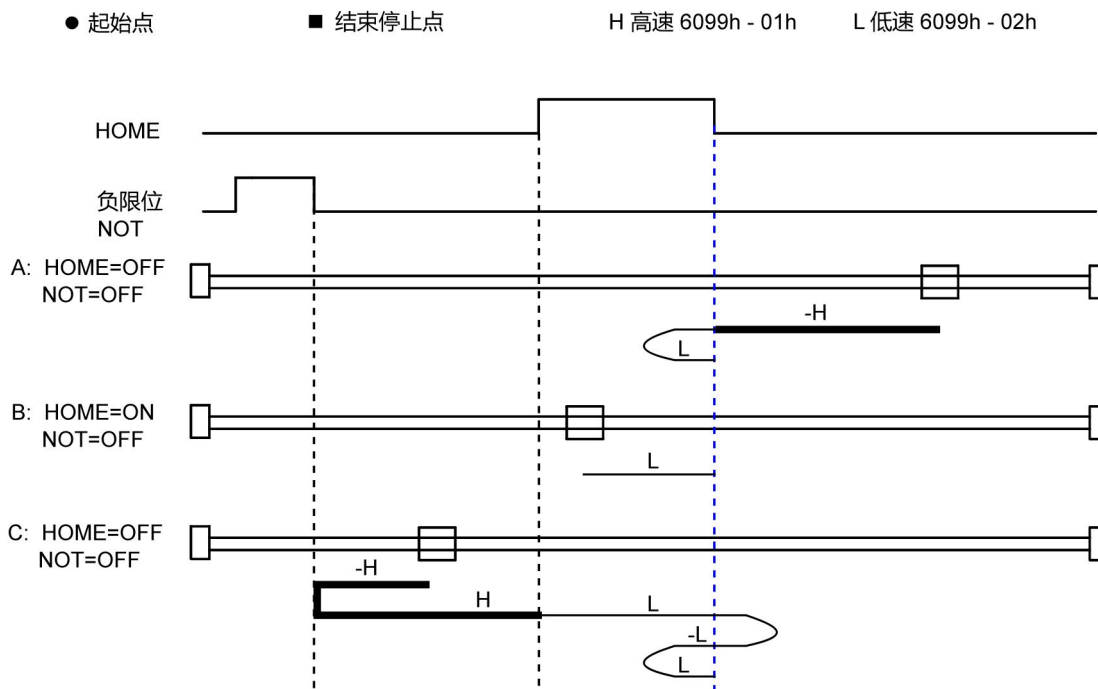 ● 起始点 ■ 结束停止点 H 高速 6099h - 01h L 低速 6099h - 02h
HOME
负限位
NOT
A: HOME=OFF
NOT=OFF
-H
L
B: HOME=ON
NOT=OFF
L
C: HOME=OFF
NOT=OFF
-H
H L
-L
L